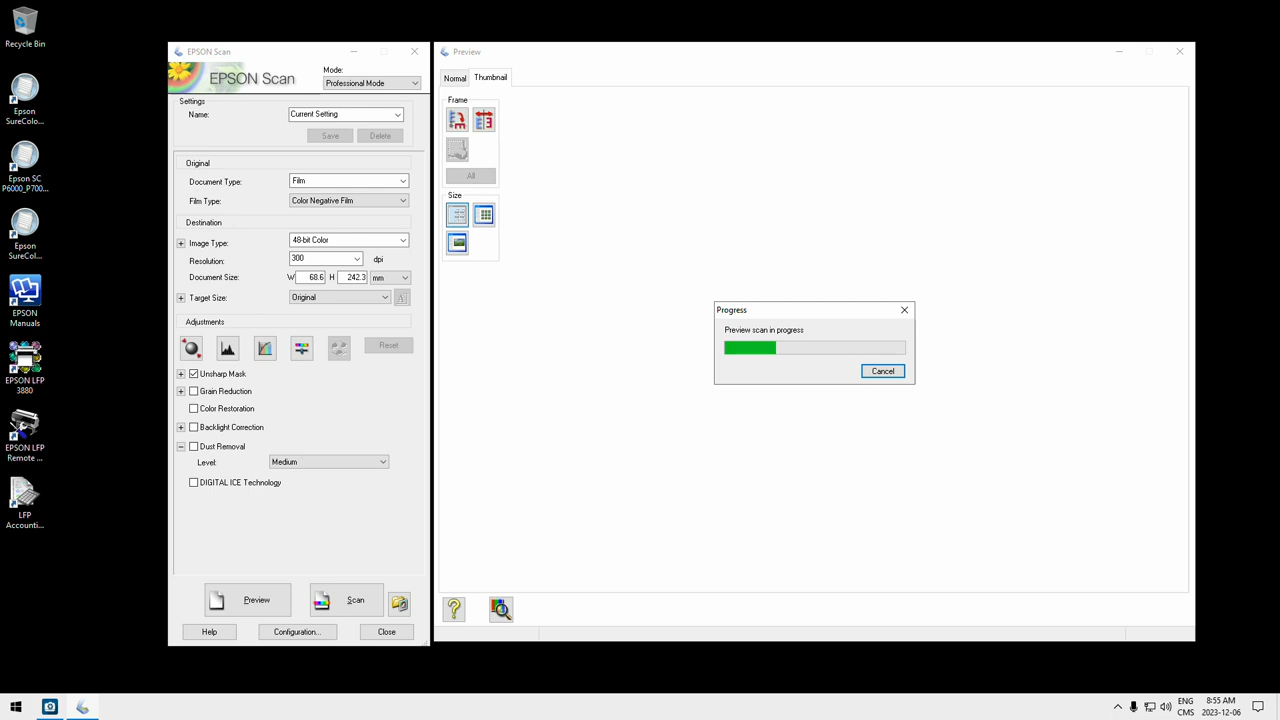 Recycle Bin
Epson
SureColo...
Epson SC
P6000_P700...
Epson
SureColo...
EPSON
Manuals
EPSON LFP
3880
EPSON LFP
Remote ...
LFP
Accounti...
EPSON Scan
EPSON Scan
Mode:
Professional Mode
Settings
Name:
Current Setting
Save
Delete
Original
Document Type:
Film
Film Type:
Color Negative Film
Destination
Image Type:
48-bit Color
Resolution:
300
dpi
Document Size:
W
68.6
H
242.3
mm
Target Size:
Original
Adjustments
Reset
Unsharp Mask
Grain Reduction
Color Restoration
Backlight Correction
Dust Removal
Level:
Medium
DIGITAL ICE Technology
Preview
Scan
Help
Configuration...
Close
Preview
Normal
Thumbnail
Frame
All
Size
Progress
Preview scan in progress
Cancel
ENG
CMS
8:55 AM
2023-12-06